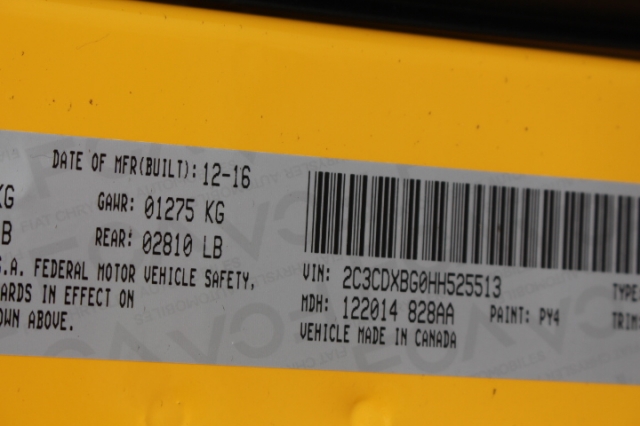 DATE OF MFR(BUILT): 12-16
KG GAWR: 01275 KG
B REAR: 02810 LB
S.A. FEDERAL MOTOR VEHICLE SAFETY,
ARDS IN EFFECT ON
OWN ABOVE.
VIN: 2C3CDXBG0HH525513 TYPE
MDH: 122014 828AA PAINT: PY4 TRIM:
VEHICLE MADE IN CANADA